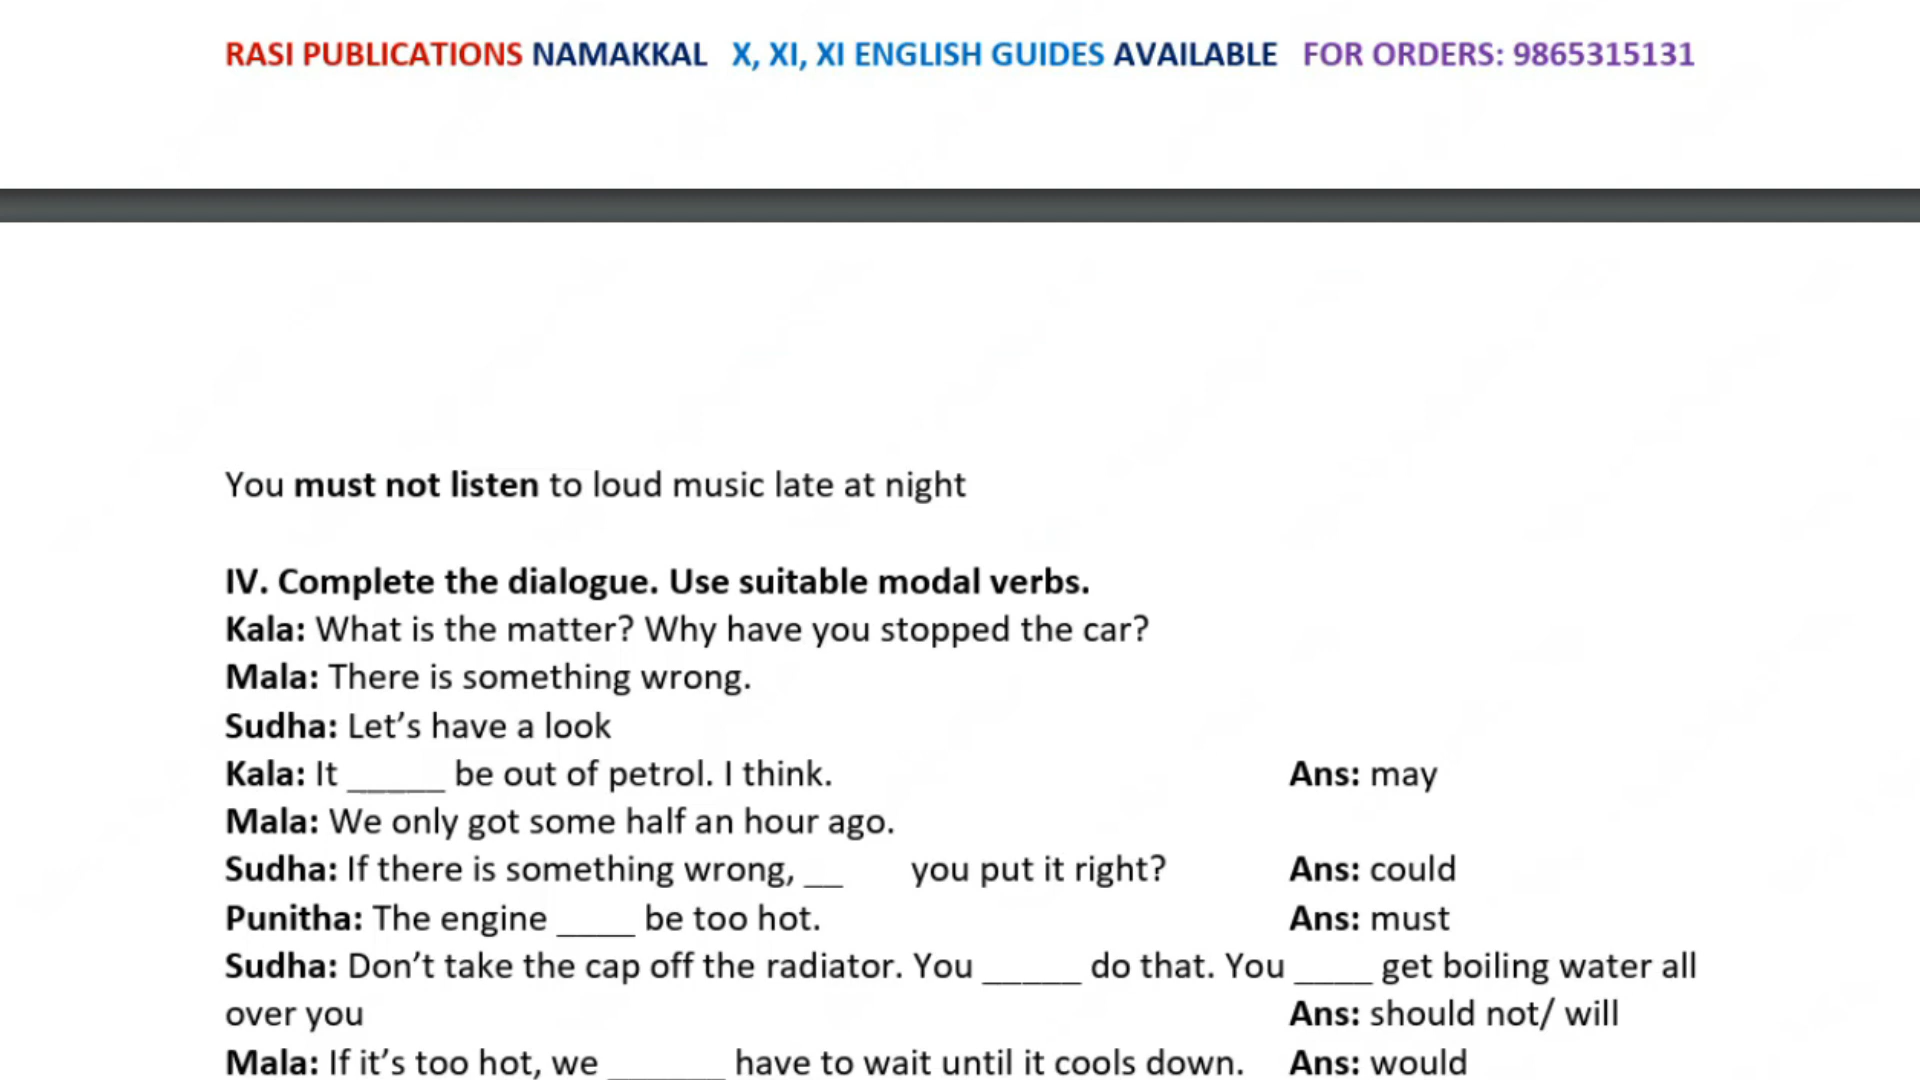 RASI PUBLICATIONS NAMAKKAL X, XI, XI ENGLISH GUIDES AVAILABLE FOR ORDERS: 9865315131
You must not listen to loud music late at night
IV. Complete the dialogue. Use suitable modal verbs.
Kala: What is the matter? Why have you stopped the car?
Mala: There is something wrong.
Sudha: Let's have a look
Kala: It _____ be out of petrol. I think. Ans: may
Mala: We only got some half an hour ago.
Sudha: If there is something wrong, __ you put it right? Ans: could
Punitha: The engine ____ be too hot. Ans: must
Sudha: Don't take the cap off the radiator. You _____ do that. You ____ get boiling water all
over you Ans: should not/ will
Mala: If it's too hot, we ______ have to wait until it cools down. Ans: would